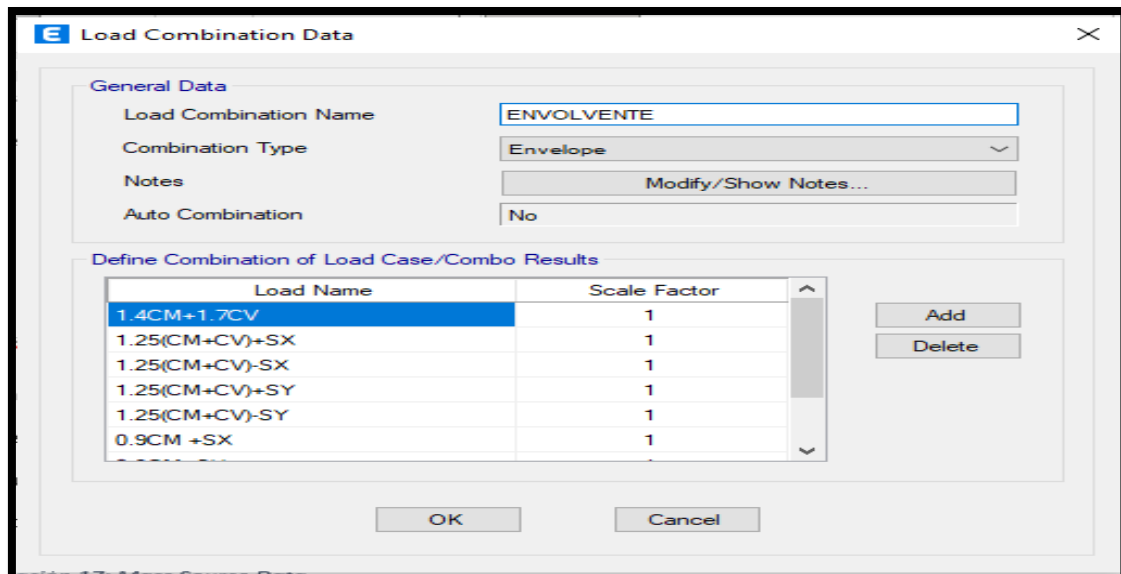 E Load Combination Data
General Data
Load Combination Name ENVOLVENTE
Combination Type Envelope
Notes Modify/Show Notes...
Auto Combination No
Define Combination of Load Case/Combo Results
Load Name Scale Factor
1.4CM+1.7CV 1
1.25(CM+CV)+SX 1
1.25(CM+CV)-SX 1
1.25(CM+CV)+SY 1
1.25(CM+CV)-SY 1
0.9CM +SX 1
Add
Delete
OK Cancel